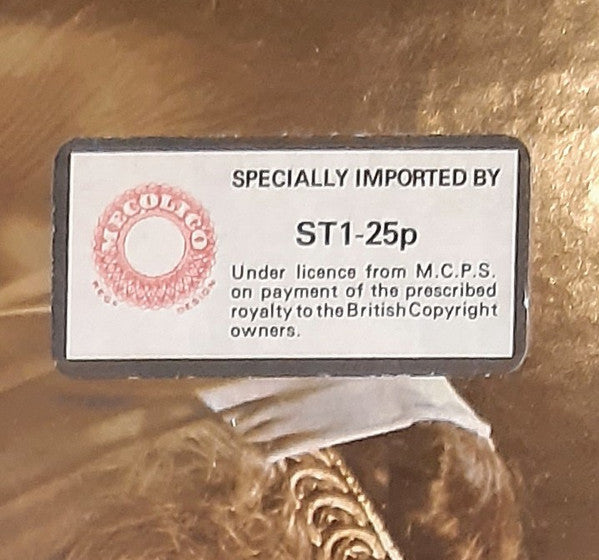 SPECIALLY IMPORTED BY
MECOLICO
ST1-25p
REGD DESIGN
Under licence from M.C.P.S.
on payment of the prescribed
royalty to the British Copyright
owners.